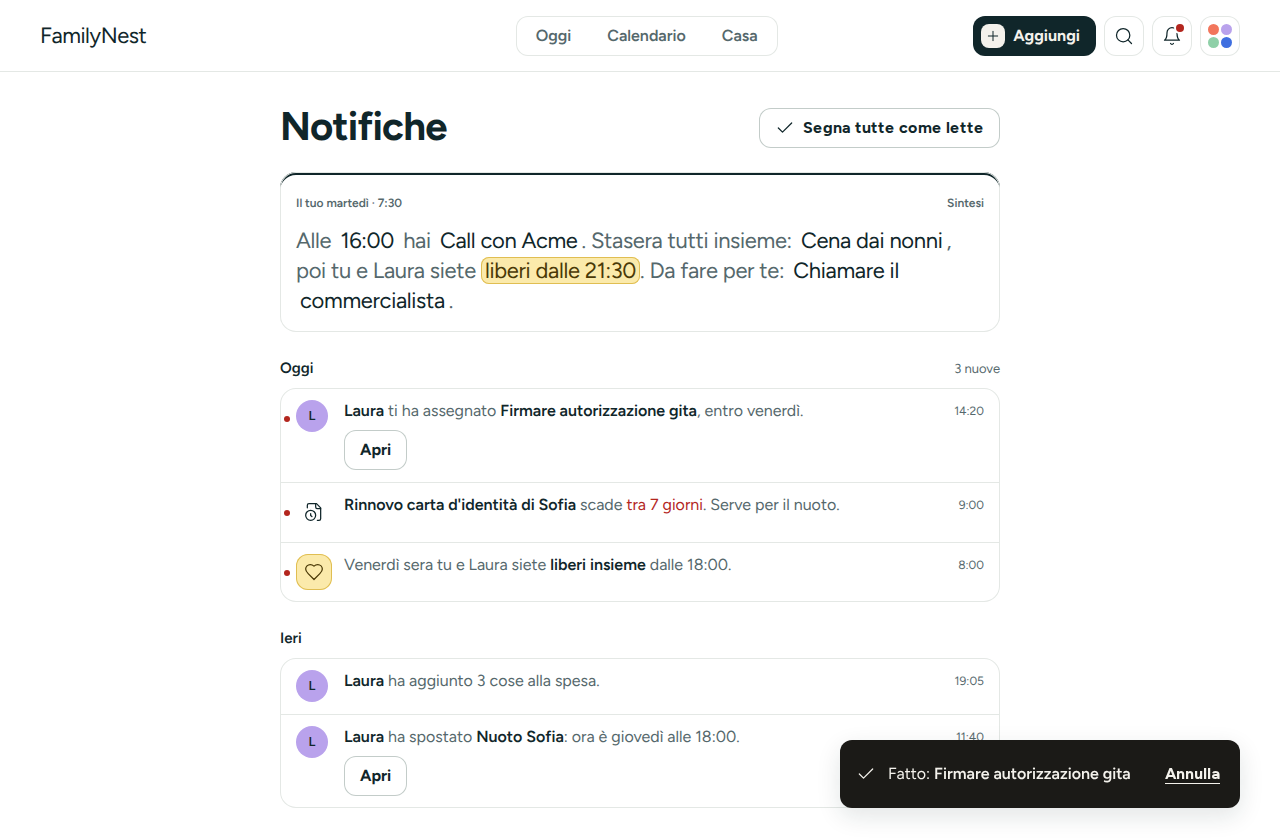 FamilyNest
Oggi
Calendario
Casa
Aggiungi
Notifiche
Segna tutte come lette
Il tuo martedì · 7:30
Sintesi
Alle 16:00 hai Call con Acme. Stasera tutti insieme: Cena dai nonni,
poi tu e Laura siete liberi dalle 21:30. Da fare per te: Chiamare il
commercialista.
Oggi
3 nuove
L
Laura ti ha assegnato Firmare autorizzazione gita, entro venerdì.
14:20
Apri
Rinnovo carta d'identità di Sofia scade tra 7 giorni. Serve per il nuoto.
9:00
Venerdì sera tu e Laura siete liberi insieme dalle 18:00.
8:00
Ieri
L
Laura ha aggiunto 3 cose alla spesa.
19:05
L
Laura ha spostato Nuoto Sofia: ora è giovedì alle 18:00.
11:40
Apri
Fatto: Firmare autorizzazione gita
Annulla